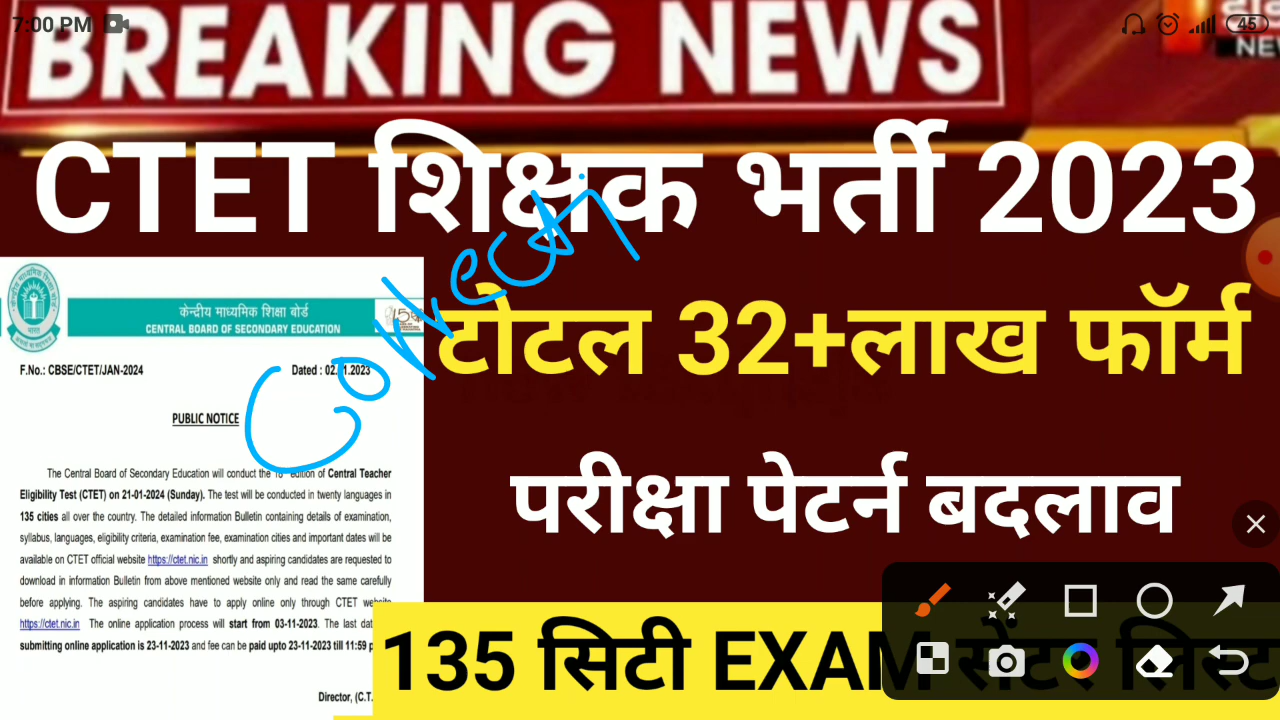 7:00 PM
45
BREAKING NEWS
NEW
CTET शिक्षक भर्ती 2023
केन्द्रीय माध्यमिक शिक्षा बोर्ड
CENTRAL BOARD OF SECONDARY EDUCATION
टोटल 32+लाख फॉर्म
F.No.: CBSE/CTET/JAN-2024
Dated :
PUBLIC NOTICE
The Central Board of Secondary Education will conduct the edition of Central Teacher
Eligibility Test (CTET) on 21-01-2024 (Sunday). The test will be conducted in twenty languages in
135 cities all over the country. The detailed information Bulletin containing details of examination,
syllabus, languages, eligibility criteria, examination fee, examination cities and important dates will be
available on CTET official website https://ctet.nic.in shortly and aspiring candidates are requested to
download in information Bulletin from above mentioned website only and read the same carefully
before applying. The aspiring candidates have to apply online only through CTET website
https://ctet.nic.in The online application process will start from 03-11-2023. The last
submitting online application is 23-11-2023 and fee can be paid upto 23-11-2023 till 11:59
Director, (C.T.
परीक्षा पेटर्न बदलाव
135 सिटी EXAM सेंटर लिस्ट